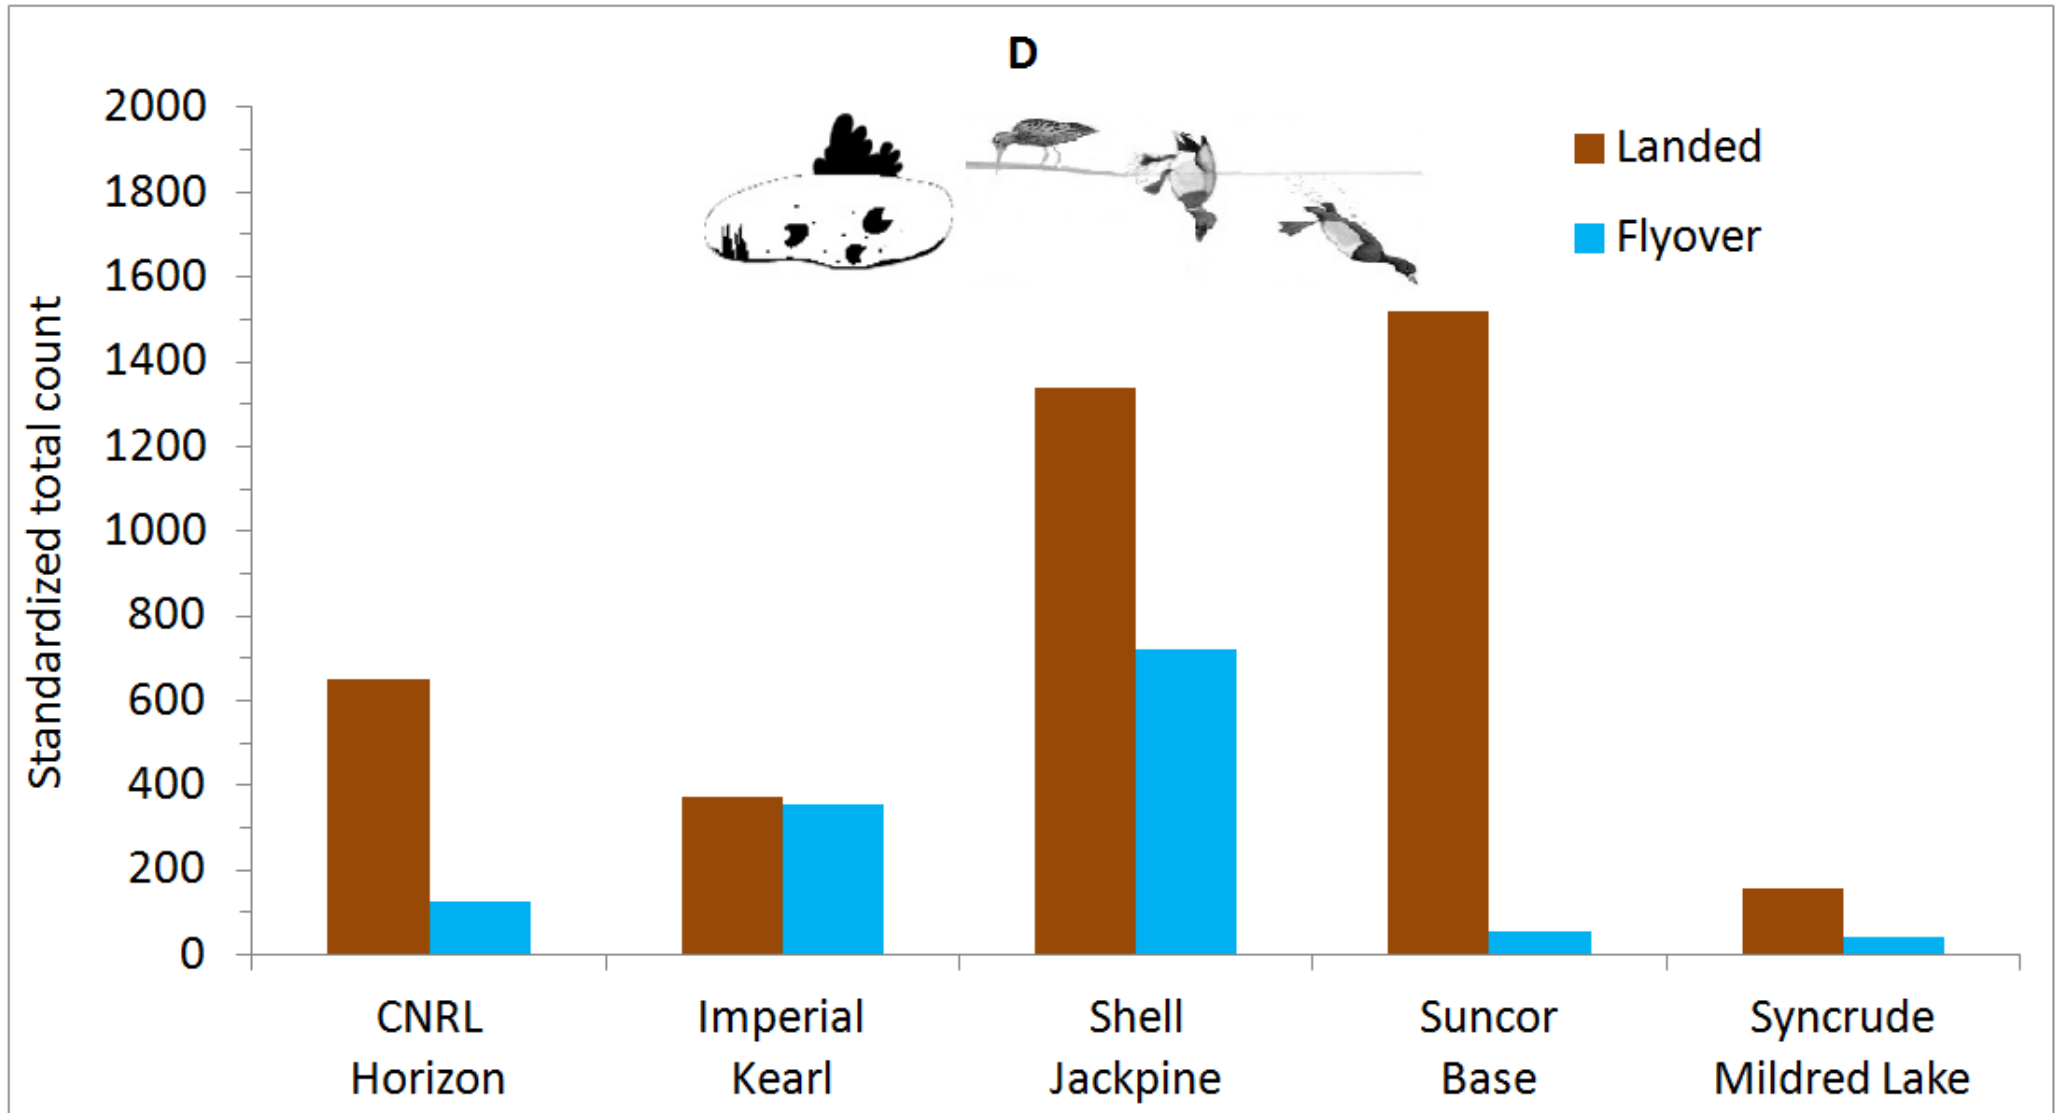 D
2000
1800
1600
1400
1200
1000
800
600
400
200
0
Standardized total count
Landed
Flyover
CNRL Horizon
Imperial Kearl
Shell Jackpine
Suncor Base
Syncrude Mildred Lake